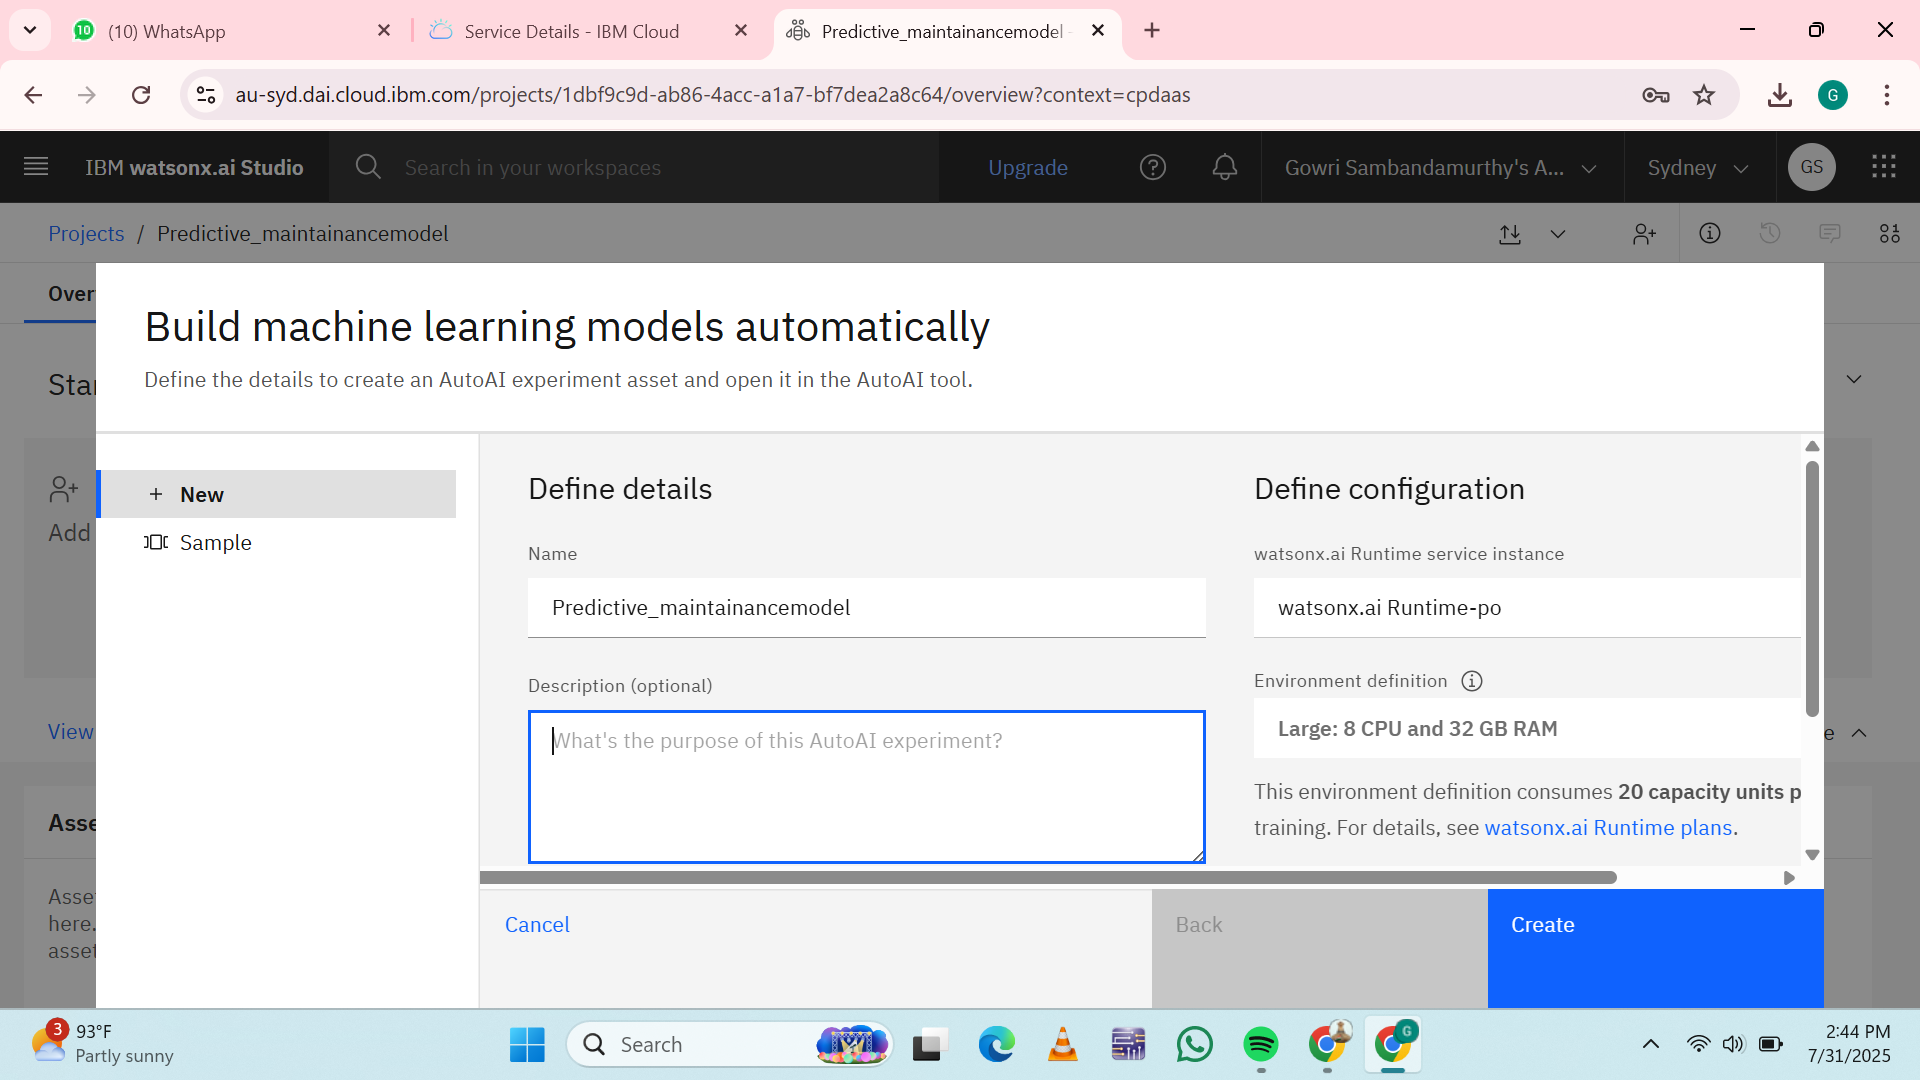 10
(10) WhatsApp
Service Details - IBM Cloud
Predictive_maintainancemodel -
au-syd.dai.cloud.ibm.com/projects/1dbf9c9d-ab86-4acc-a1a7-bf7dea2a8c64/overview?context=cpdaas
G
IBM watsonx.ai Studio
Search in your workspaces
Upgrade
Gowri Sambandamurthy's A...
Sydney
GS
Projects / Predictive_maintainancemodel
Over
Build machine learning models automatically
Define the details to create an AutoAI experiment asset and open it in the AutoAI tool.
Star
Add
View
e
Asse
Asse
here.
asset
New
Sample
Define details
Name
Predictive_maintainancemodel
Description (optional)
What's the purpose of this AutoAI experiment?
Define configuration
watsonx.ai Runtime service instance
watsonx.ai Runtime-po
Environment definition
Large: 8 CPU and 32 GB RAM
This environment definition consumes 20 capacity units p
training. For details, see watsonx.ai Runtime plans.
Cancel
Back
Create
3
93°F
Partly sunny
Search
G
2:44 PM
7/31/2025